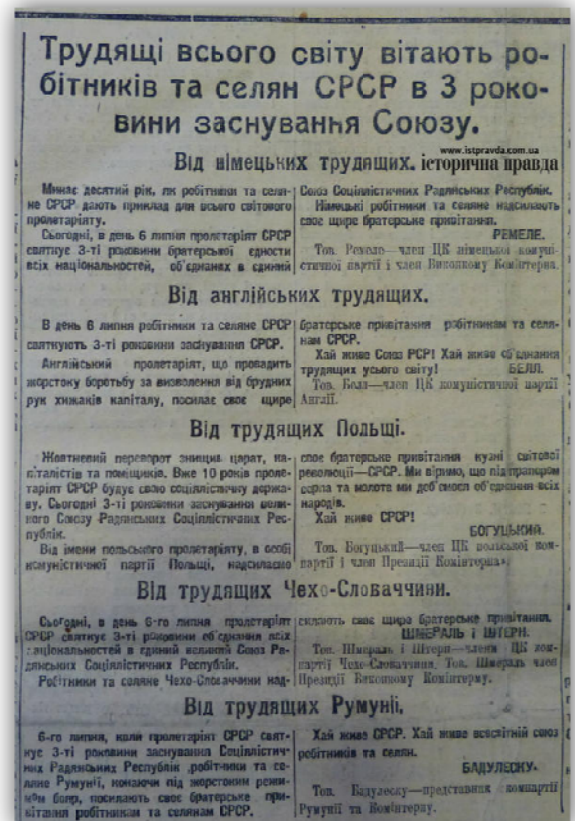 Трудящі всього світу вітають ро-
бітників та селян СРСР в 3 роко-
вини заснування Союзу.
www.istpravda.com.ua
історична правда
Від німецьких трудящих.
Минає десятий рік, як робітники та селя-
не СРСР дають приклад для всього світового
пролетаріяту.
Сьогодні, в день 6 липня пролетаріят СРСР
святкує 3-ті роковини братерської єдности
всіх національностей, об'єднаних в єдиний
Союз Соціялістичних Радянських Республік.
Німецькі робітники та селяне надсилають
своє щире братерське привітання.
РЕМЕЛЕ.
Тов. Ремеле—член ЦК німецької комуні-
стичної партії і член Виконкому Комінтерна.
Від англійських трудящих.
В день 6 липня робітники та селяне СРСР
святкують 3-ті роковини заснування СРСР.
Англійський пролетаріят, що провадить
жорстоку боротьбу за визволення від брудних
рук хижаків капіталу, посилає своє щире
братерське привітання робітникам та селя-
нам СРСР.
Хай живе Союз РСР! Хай живе об'єднання
трудящих усього світу! БЕЛЛ.
Тов. Белл—член ЦК комуністичної партії
Англії.
Від трудящих Польщі.
Жовтневий переворот знищив царат, ка-
піталістів та поміщиків. Вже 10 років проле-
таріят СРСР будує свою соціялістичну держа-
ву. Сьогодні 3-ті роковини заснування вели-
кого Союзу Радянських Соціялістичних Рес-
публік.
Від імени польського пролетаріяту, в особі
комуністичної партії Польщі, надсилаємо
своє братерське привітання кузні світової
революції—СРСР. Ми віримо, що під прапором
серпа та молота ми доб'ємося об'єднання всіх
народів.
Хай живе СРСР!
БОГУЦЬКИЙ.
Тов. Богуцький—член ЦК польської ком-
партії і член Президії Комінтерна.
Від трудящих Чехо-Словаччини.
Сьогодні, в день 6-го липня пролетаріят
СРСР святкує 3-ті роковини об'єднання всіх
національностей в єдиний великий Союз Ра-
дянських Соціялістичних Республік.
Робітники та селяне Чехо-Словаччини над-
силають своє щире братерське привітання.
ШМЕРАЛЬ і ШТЕРН.
Тов. Шмераль і Штерн—члени ЦК ком-
партії Чехо-Словаччини. Тов. Шмераль член
Президії Виконкому Комінтерму.
Від трудящих Румунії.
6-го липня, коли пролетаріят СРСР свят-
кує 3-ті роковини заснування Соціялістич-
них Радянських Республік робітники та се-
ляне Румунії, конаючи під жорстоким режи-
мом бояр, посилають своє братерське при-
вітання робітникам та селянам СРСР.
Хай живе СРСР. Хай живе всесвітній союз
робітників та селян.
БАДУЛЕСКУ.
Тов. Бадулеску—представник компартії
Румунії та Комінтерну.